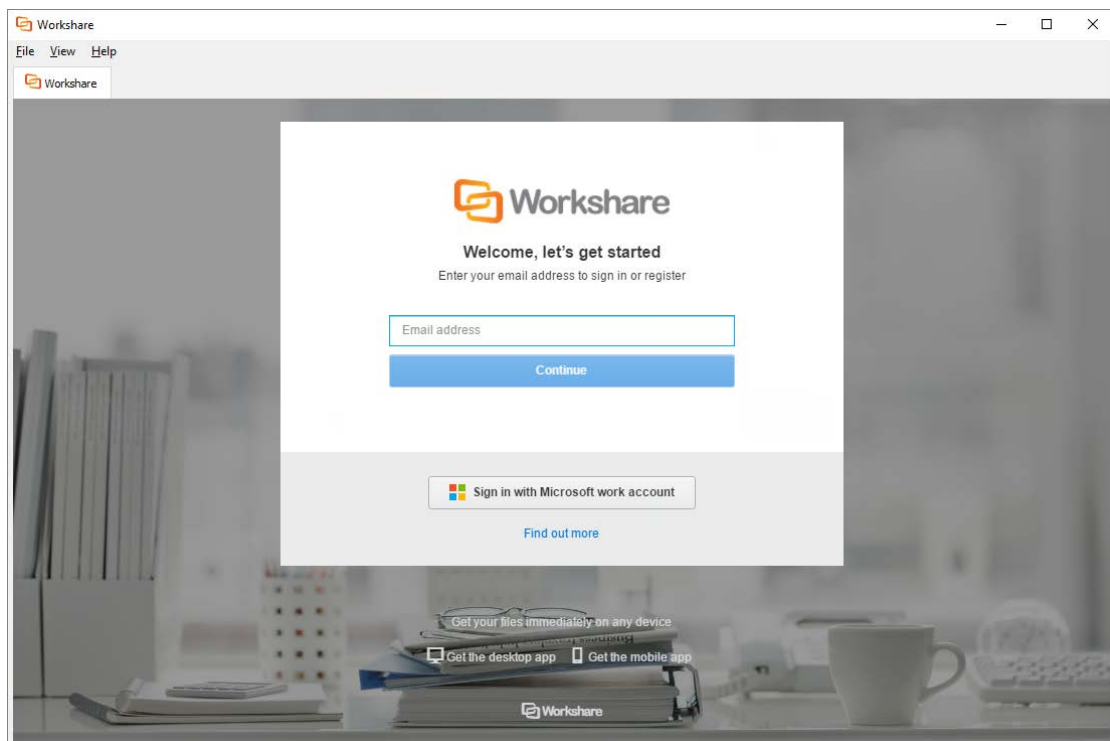 Workshare
File View Help
Workshare
Workshare
Welcome, let's get started
Enter your email address to sign in or register
Email address
Continue
Sign in with Microsoft work account
Find out more
Get your files immediately on any device
Business
Get the desktop app Get the mobile app
Workshare